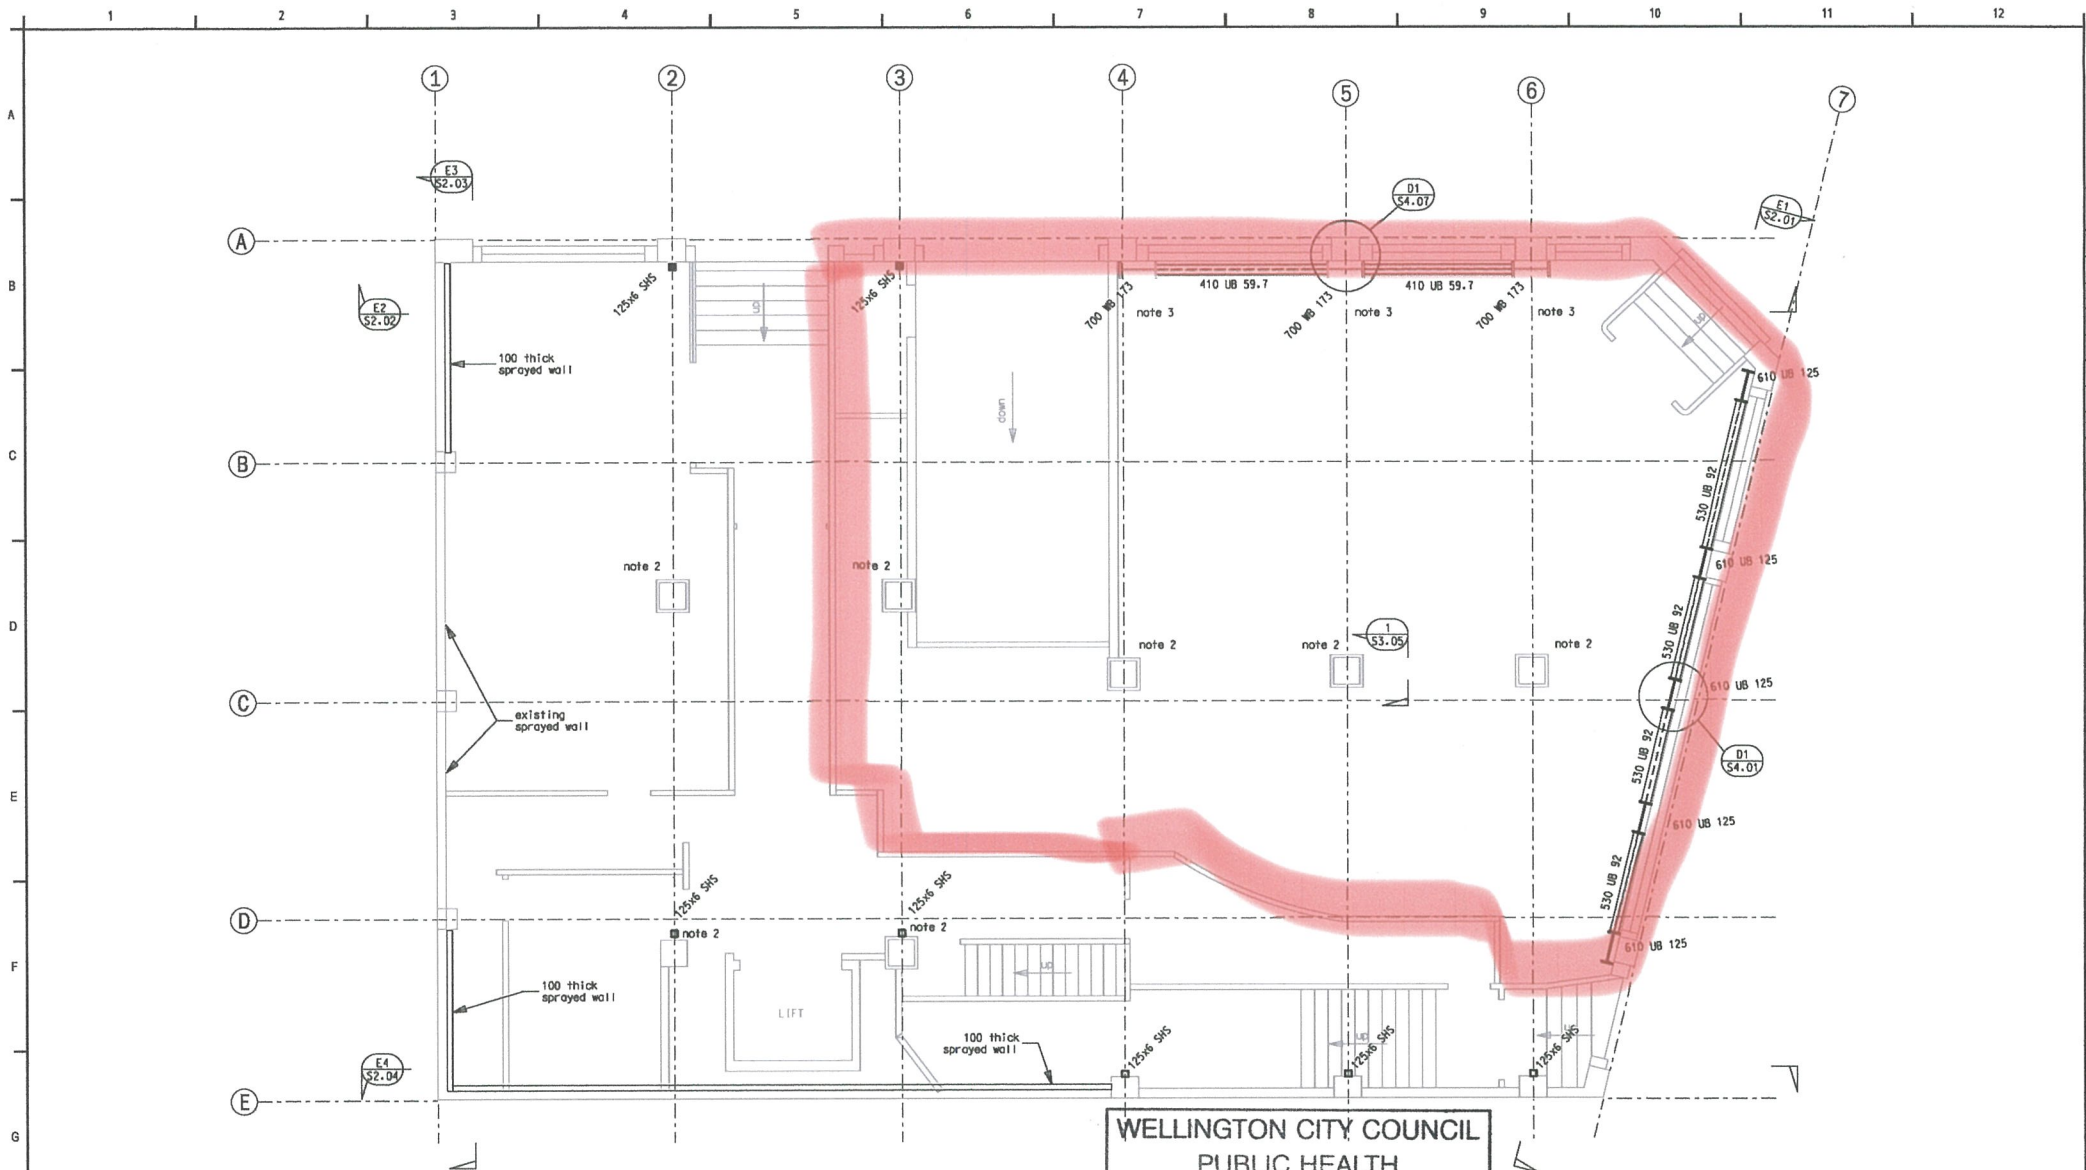 1 2 3 4 5 6 7 8 9 10 11 12
A
B
C
D
E
F
G
1 2 3 4 5 6 7
A
B
C
D
E
E3
S2.03
E2
S2.02
E4
S2.04
D1
S4.07
E1
S2.01
125x6 SHS
125x6 SHS
up
700 WB 173
410 UB 59.7
700 WB 173
410 UB 59.7
700 WB 173
note 3
note 3
note 3
up
100 thick
sprayed wall
down
610 UB 125
530 UB 92
610 UB 125
530 UB 92
610 UB 125
530 UB 92
610 UB 125
530 UB 92
610 UB 125
note 2
note 2
note 2
note 2
note 2
1
S3.05
D1
S4.01
existing
sprayed wall
125x6 SHS
note 2
125x6 SHS
note 2
up
100 thick
sprayed wall
LIFT
100 thick
sprayed wall
125x6 SHS
up
125x6 SHS
125x6 SHS
WELLINGTON CITY COUNCIL
PUBLIC HEALTH